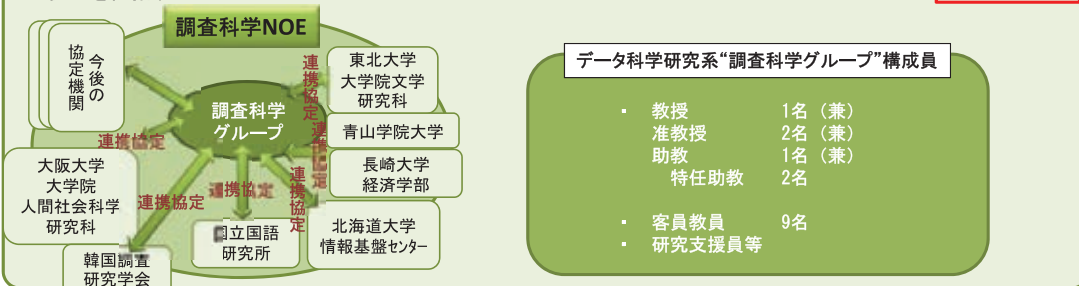 調査科学NOE
今後の
協定機関
東北大学
大学院文学
研究科
連携協定
調査科学
グループ
青山学院大学
連携協定
連携協定
長崎大学
経済学部
大阪大学
大学院
人間社会科学
研究科
連携協定
連携協定
連携協定
北海道大学
情報基盤センター
国立国語
研究所
韓国調査
研究学会
データ科学研究系“調査科学グループ”構成員
▪ 教授 1名（兼）
准教授 2名（兼）
助教 1名（兼）
特任助教 2名
▪ 客員教員 9名
▪ 研究支援員等